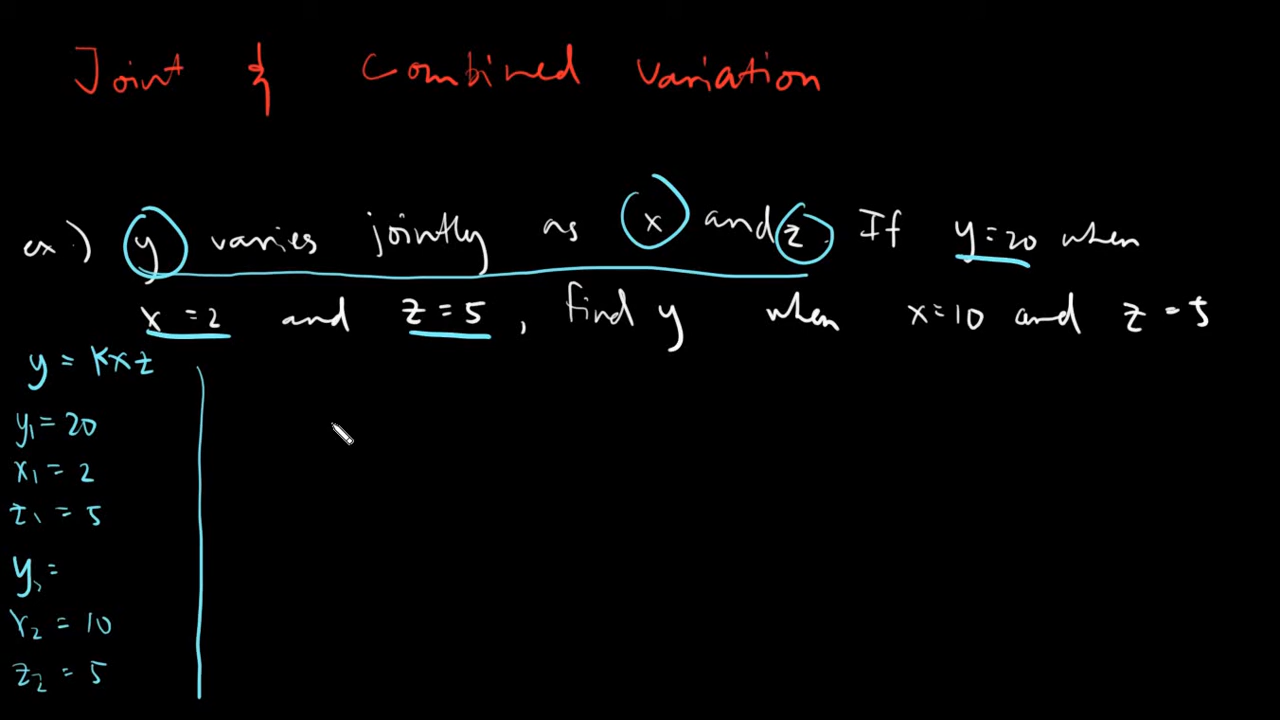 Joint & Combined Variation
ex.) y varies jointly as x and z. If y=20 when
x = 2 and z = 5, find y when x=10 and z = 5
y = kxz
y₁ = 20
x₁ = 2
z₁ = 5
y₂ =
x₂ = 10
z₂ = 5